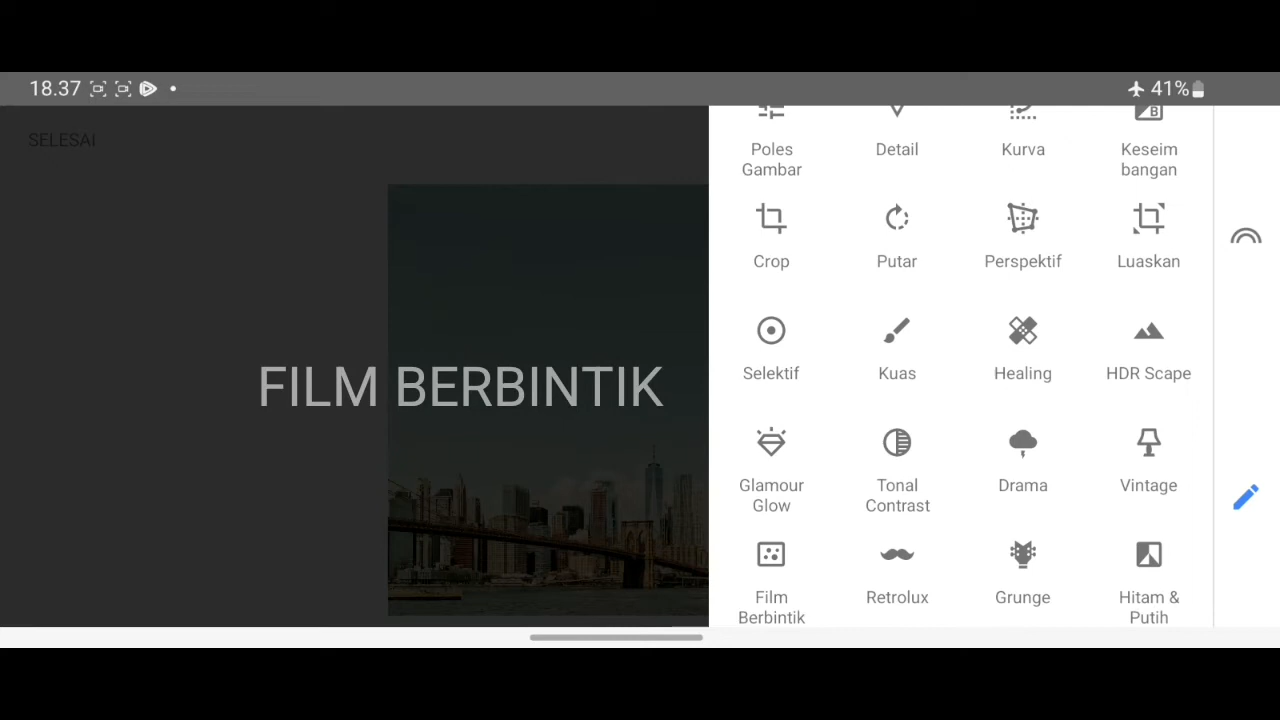 18.37
41%
SELESAI
FILM BERBINTIK
Poles
Gambar
Detail
Kurva
Keseim
bangan
Crop
Putar
Perspektif
Luaskan
Selektif
Kuas
Healing
HDR Scape
Glamour
Glow
Tonal
Contrast
Drama
Vintage
Film
Berbintik
Retrolux
Grunge
Hitam &
Putih